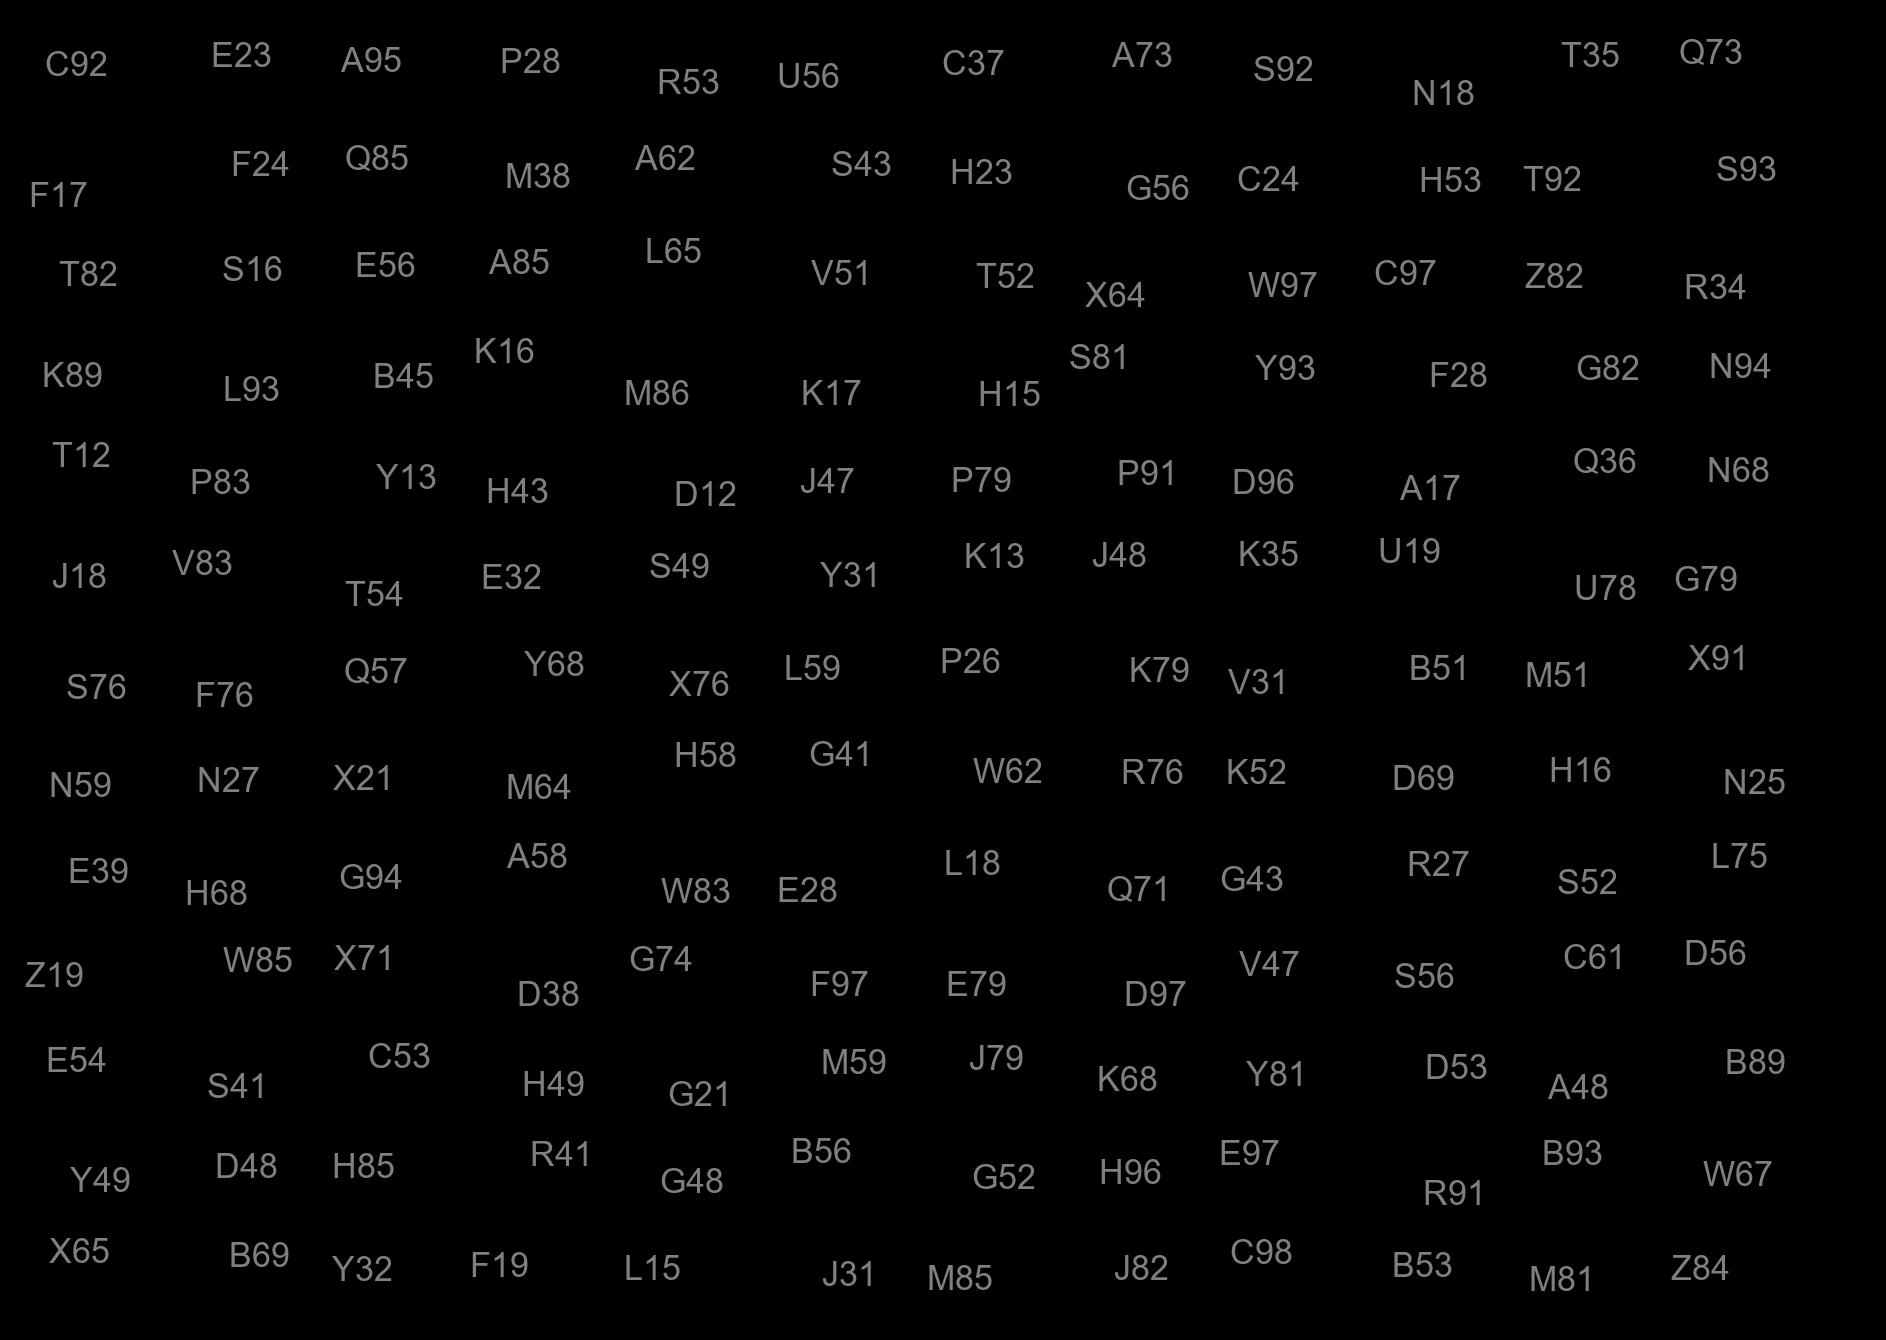 C92 E23 A95 P28 R53 U56 C37 A73 S92 N18 T35 Q73
F17 F24 Q85 M38 A62 S43 H23 G56 C24 H53 T92 S93
T82 S16 E56 A85 L65 V51 T52 X64 W97 C97 Z82 R34
K89 L93 B45 K16 M86 K17 H15 S81 Y93 F28 G82 N94
T12 P83 Y13 H43 D12 J47 P79 P91 D96 A17 Q36 N68
J18 V83 T54 E32 S49 Y31 K13 J48 K35 U19 U78 G79
S76 F76 Q57 Y68 X76 L59 P26 K79 V31 B51 M51 X91
N59 N27 X21 M64 H58 G41 W62 R76 K52 D69 H16 N25
E39 H68 G94 A58 W83 E28 L18 Q71 G43 R27 S52 L75
Z19 W85 X71 D38 G74 F97 E79 D97 V47 S56 C61 D56
E54 S41 C53 H49 G21 M59 J79 K68 Y81 D53 A48 B89
Y49 D48 H85 R41 G48 B56 G52 H96 E97 R91 B93 W67
X65 B69 Y32 F19 L15 J31 M85 J82 C98 B53 M81 Z84